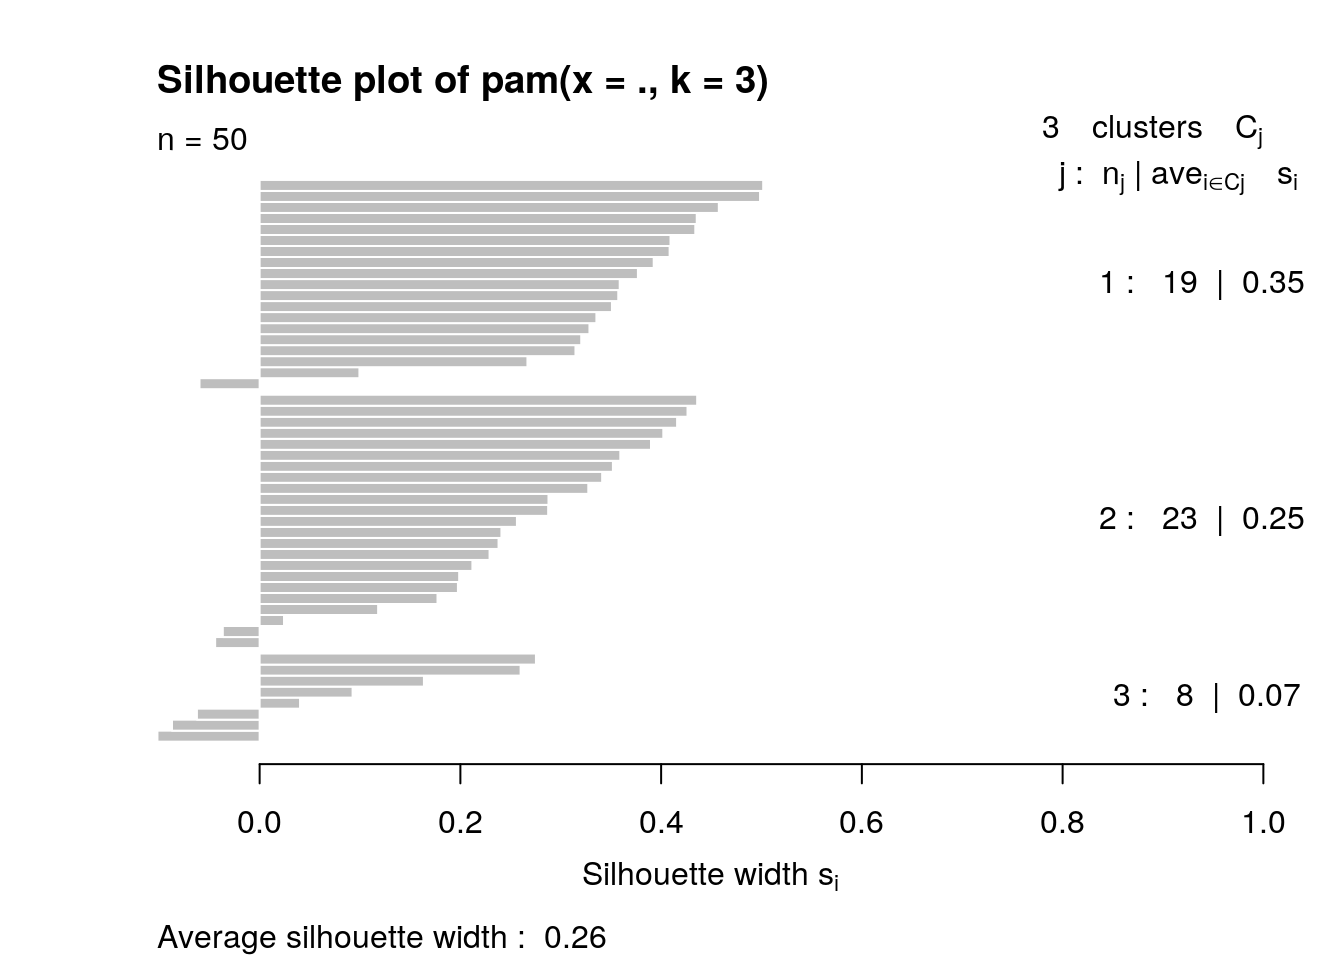 Silhouette plot of pam(x = ., k = 3)
n = 50
3 clusters Cj
j : nj | avei∈Cj si
1 : 19 | 0.35
2 : 23 | 0.25
3 : 8 | 0.07
0.0 0.2 0.4 0.6 0.8 1.0
Silhouette width si
Average silhouette width : 0.26